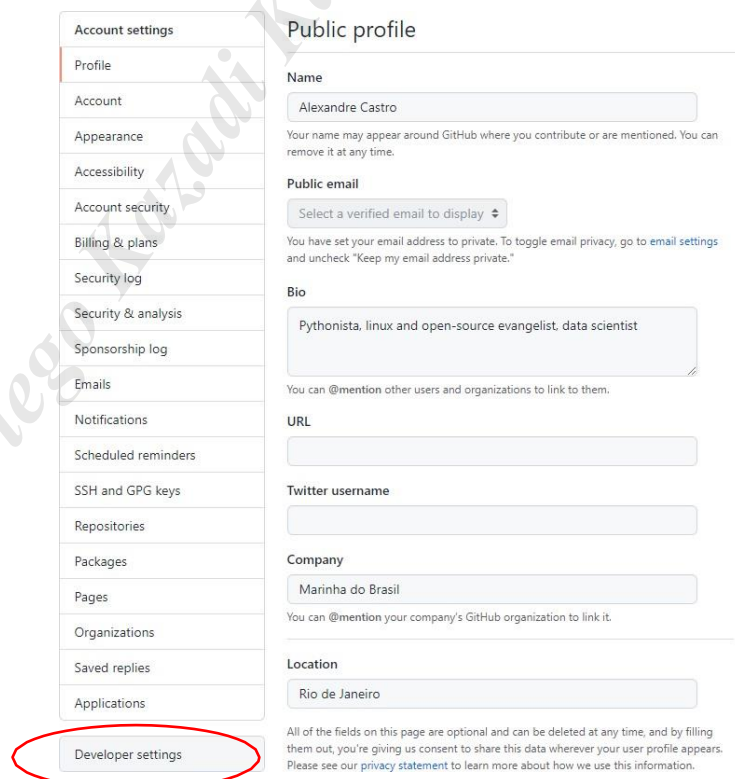 Account settings
Profile
Account
Appearance
Accessibility
Account security
Billing & plans
Security log
Security & analysis
Sponsorship log
Emails
Notifications
Scheduled reminders
SSH and GPG keys
Repositories
Packages
Pages
Organizations
Saved replies
Applications
Developer settings
Public profile
Name
Alexandre Castro
Your name may appear around GitHub where you contribute or are mentioned. You can
remove it at any time.
Public email
Select a verified email to display
You have set your email address to private. To toggle email privacy, go to email settings
and uncheck "Keep my email address private."
Bio
Pythonista, linux and open-source evangelist, data scientist
You can @mention other users and organizations to link to them.
URL
Twitter username
Company
Marinha do Brasil
You can @mention your company's GitHub organization to link it.
Location
Rio de Janeiro
All of the fields on this page are optional and can be deleted at any time, and by filling
them out, you're giving us consent to share this data wherever your user profile appears.
Please see our privacy statement to learn more about how we use this information.
Kazadi